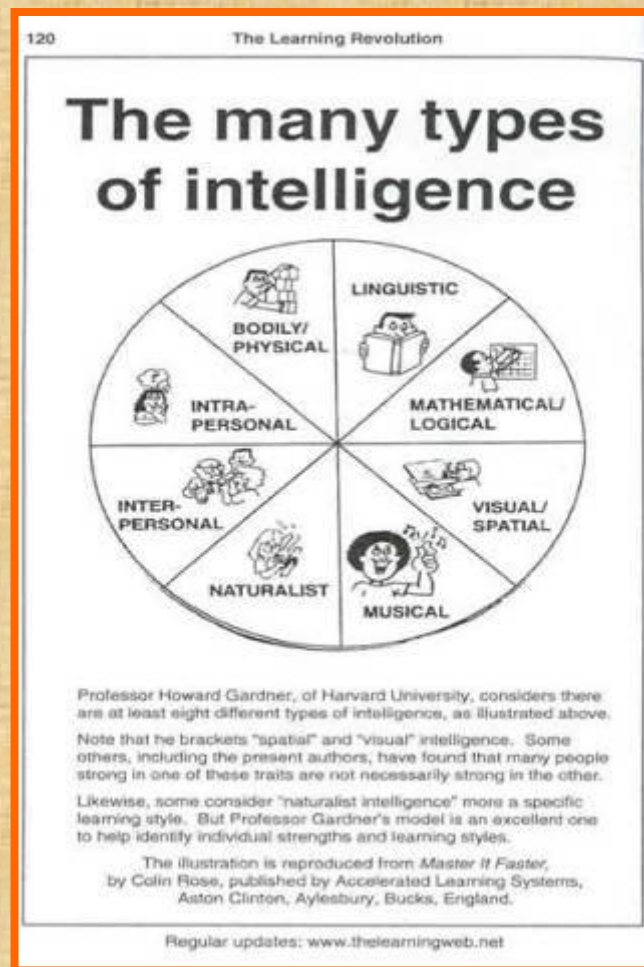 120
The Learning Revolution
The many types
of intelligence
LINGUISTIC
BODILY/
PHYSICAL
INTRA-
PERSONAL
MATHEMATICAL/
LOGICAL
INTER-
PERSONAL
VISUAL/
SPATIAL
NATURALIST
MUSICAL
Professor Howard Gardner, of Harvard University, considers there
are at least eight different types of intelligence, as illustrated above.
Note that he brackets "spatial" and "visual" intelligence. Some
others, including the present authors, have found that many people
strong in one of these traits are not necessarily strong in the other.
Likewise, some consider "naturalist intelligence" more a specific
learning style. But Professor Gardner's model is an excellent one
to help identify individual strengths and learning styles.
The illustration is reproduced from Master It Faster,
by Colin Rose, published by Accelerated Learning Systems,
Aston Clinton, Aylesbury, Bucks, England.
Regular updates: www.thelearningweb.net